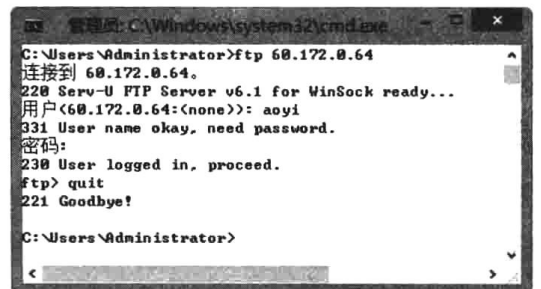 管理员: C:\Windows\system32\cmd.exe
C:\Users\Administrator>ftp 60.172.0.64
连接到 60.172.0.64。
220 Serv-U FTP Server v6.1 for WinSock ready...
用户(60.172.0.64:(none)): aoyi
331 User name okay, need password.
密码:
230 User logged in, proceed.
ftp> quit
221 Goodbye!
C:\Users\Administrator>